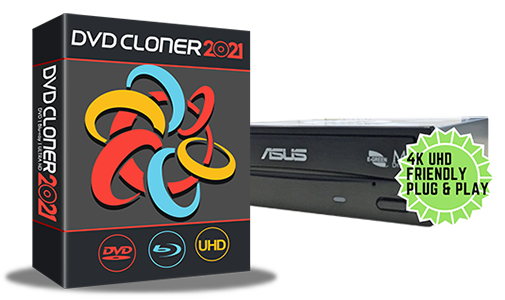 DVD CLONER 2021
DVD CLONER 2021
DVD | Blu-ray | ULTRA HD
DVD
UHD
ASUS
E-GREEN
4K UHD
FRIENDLY
PLUG & PLAY